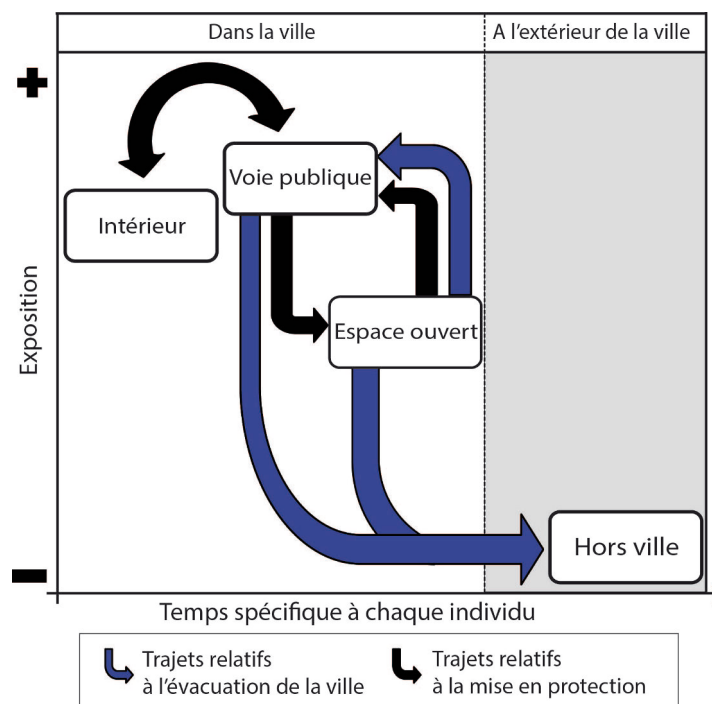 Dans la ville
A l'extérieur de la ville
+
Voie publique
Intérieur
Exposition
Espace ouvert
Hors ville
-
Temps spécifique à chaque individu
Trajets relatifs
à l'évacuation de la ville
Trajets relatifs
à la mise en protection